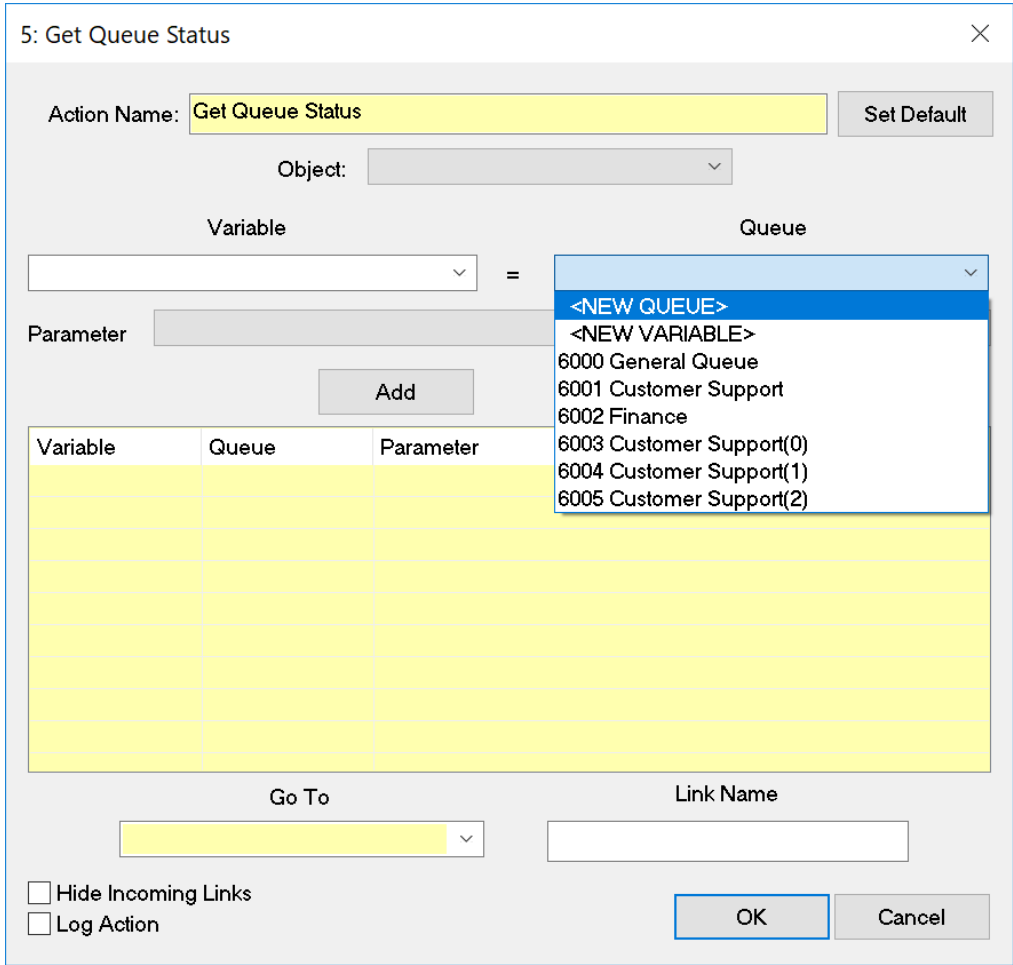 5: Get Queue Status
Action Name: Get Queue Status Set Default
Object:
Variable Queue
=
<NEW QUEUE>
<NEW VARIABLE>
Parameter
6000 General Queue
6001 Customer Support
Add
6002 Finance
Variable Queue Parameter
6003 Customer Support(0)
6004 Customer Support(1)
6005 Customer Support(2)
Go To Link Name
Hide Incoming Links
Log Action
OK Cancel